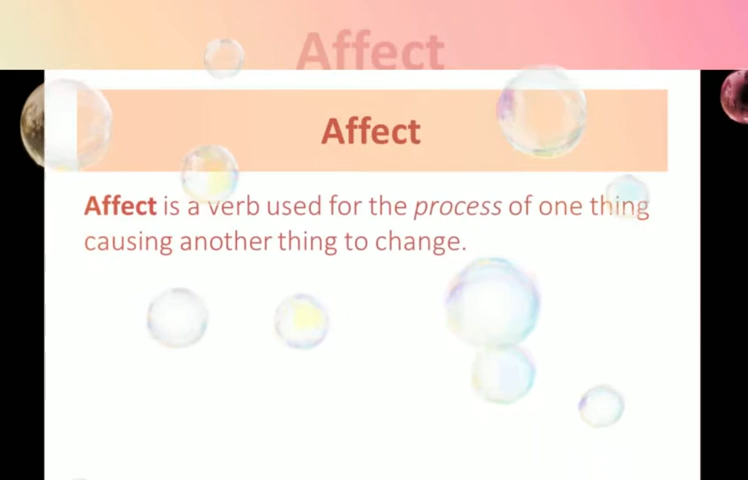 Affect
Affect
Affect is a verb used for the process of one thing
causing another thing to change.